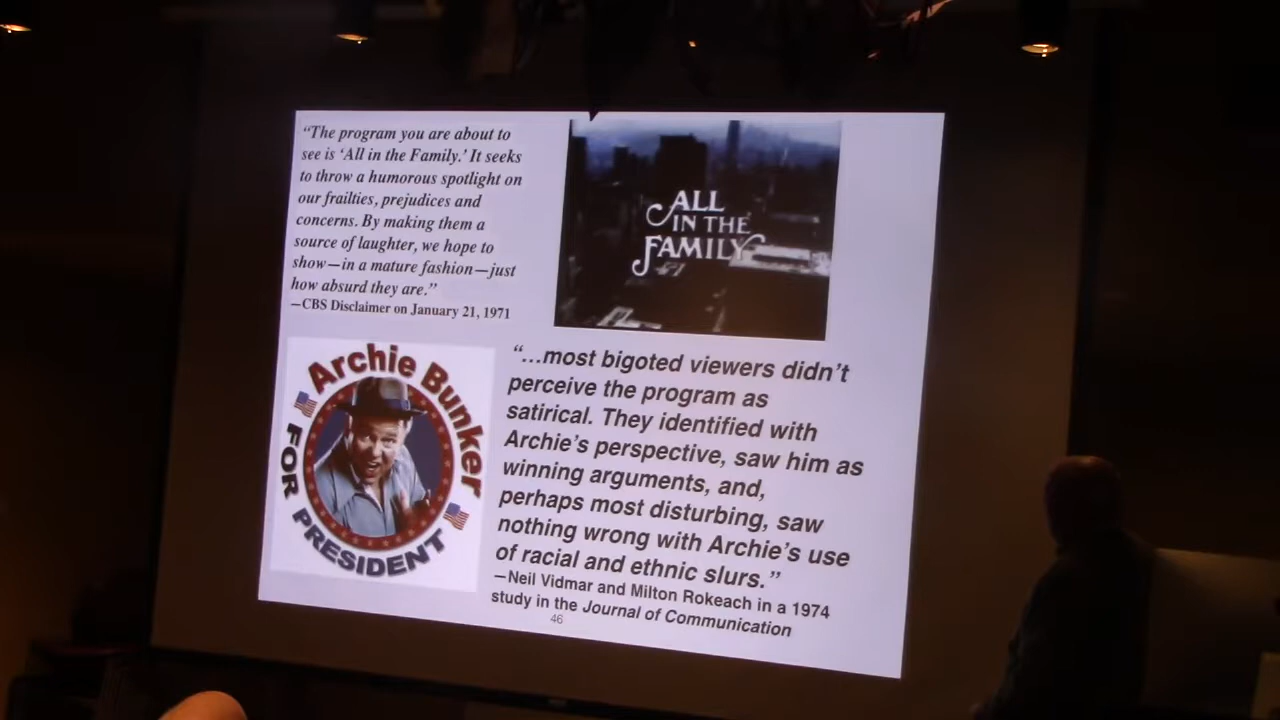 “The program you are about to
see is ‘All in the Family.’ It seeks
to throw a humorous spotlight on
our frailties, prejudices and
concerns. By making them a
source of laughter, we hope to
show—in a mature fashion—just
how absurd they are.”
—CBS Disclaimer on January 21, 1971
ALL
IN THE
FAMILY
Archie Bunker
FOR
PRESIDENT
“...most bigoted viewers didn’t
perceive the program as
satirical. They identified with
Archie’s perspective, saw him as
winning arguments, and,
perhaps most disturbing, saw
nothing wrong with Archie’s use
of racial and ethnic slurs.”
—Neil Vidmar and Milton Rokeach in a 1974
study in the Journal of Communication
46